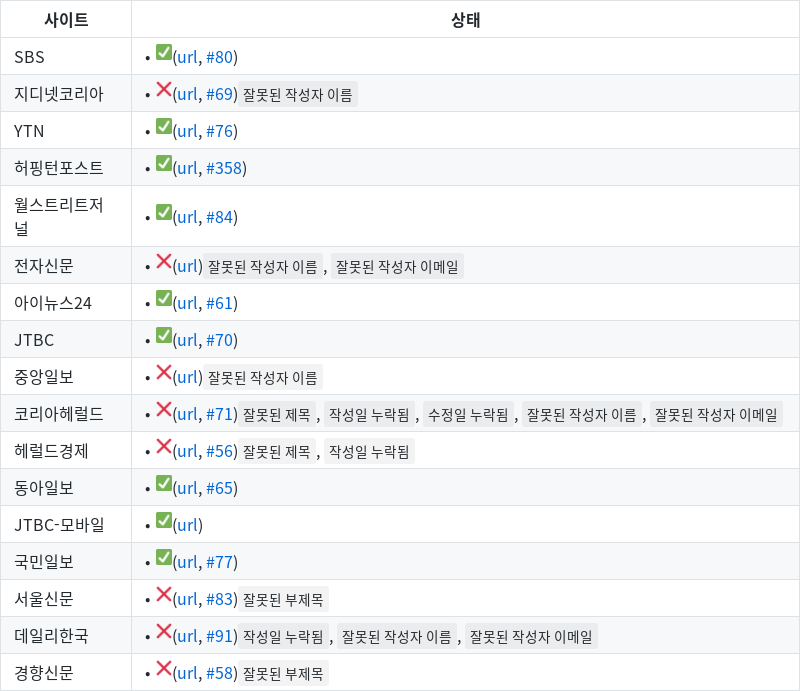 사이트 상태
SBS • ✅(url, #80)
지디넷코리아 • ❌(url, #69) 잘못된 작성자 이름
YTN • ✅(url, #76)
허핑턴포스트 • ✅(url, #358)
월스트리트저
널 • ✅(url, #84)
전자신문 • ❌(url) 잘못된 작성자 이름 , 잘못된 작성자 이메일
아이뉴스24 • ✅(url, #61)
JTBC • ✅(url, #70)
중앙일보 • ❌(url) 잘못된 작성자 이름
코리아헤럴드 • ❌(url, #71) 잘못된 제목 , 작성일 누락됨 , 수정일 누락됨 , 잘못된 작성자 이름 , 잘못된 작성자 이메일
헤럴드경제 • ❌(url, #56) 잘못된 제목 , 작성일 누락됨
동아일보 • ✅(url, #65)
JTBC-모바일 • ✅(url)
국민일보 • ✅(url, #77)
서울신문 • ❌(url, #83) 잘못된 부제목
데일리한국 • ❌(url, #91) 작성일 누락됨 , 잘못된 작성자 이름 , 잘못된 작성자 이메일
경향신문 • ❌(url, #58) 잘못된 부제목